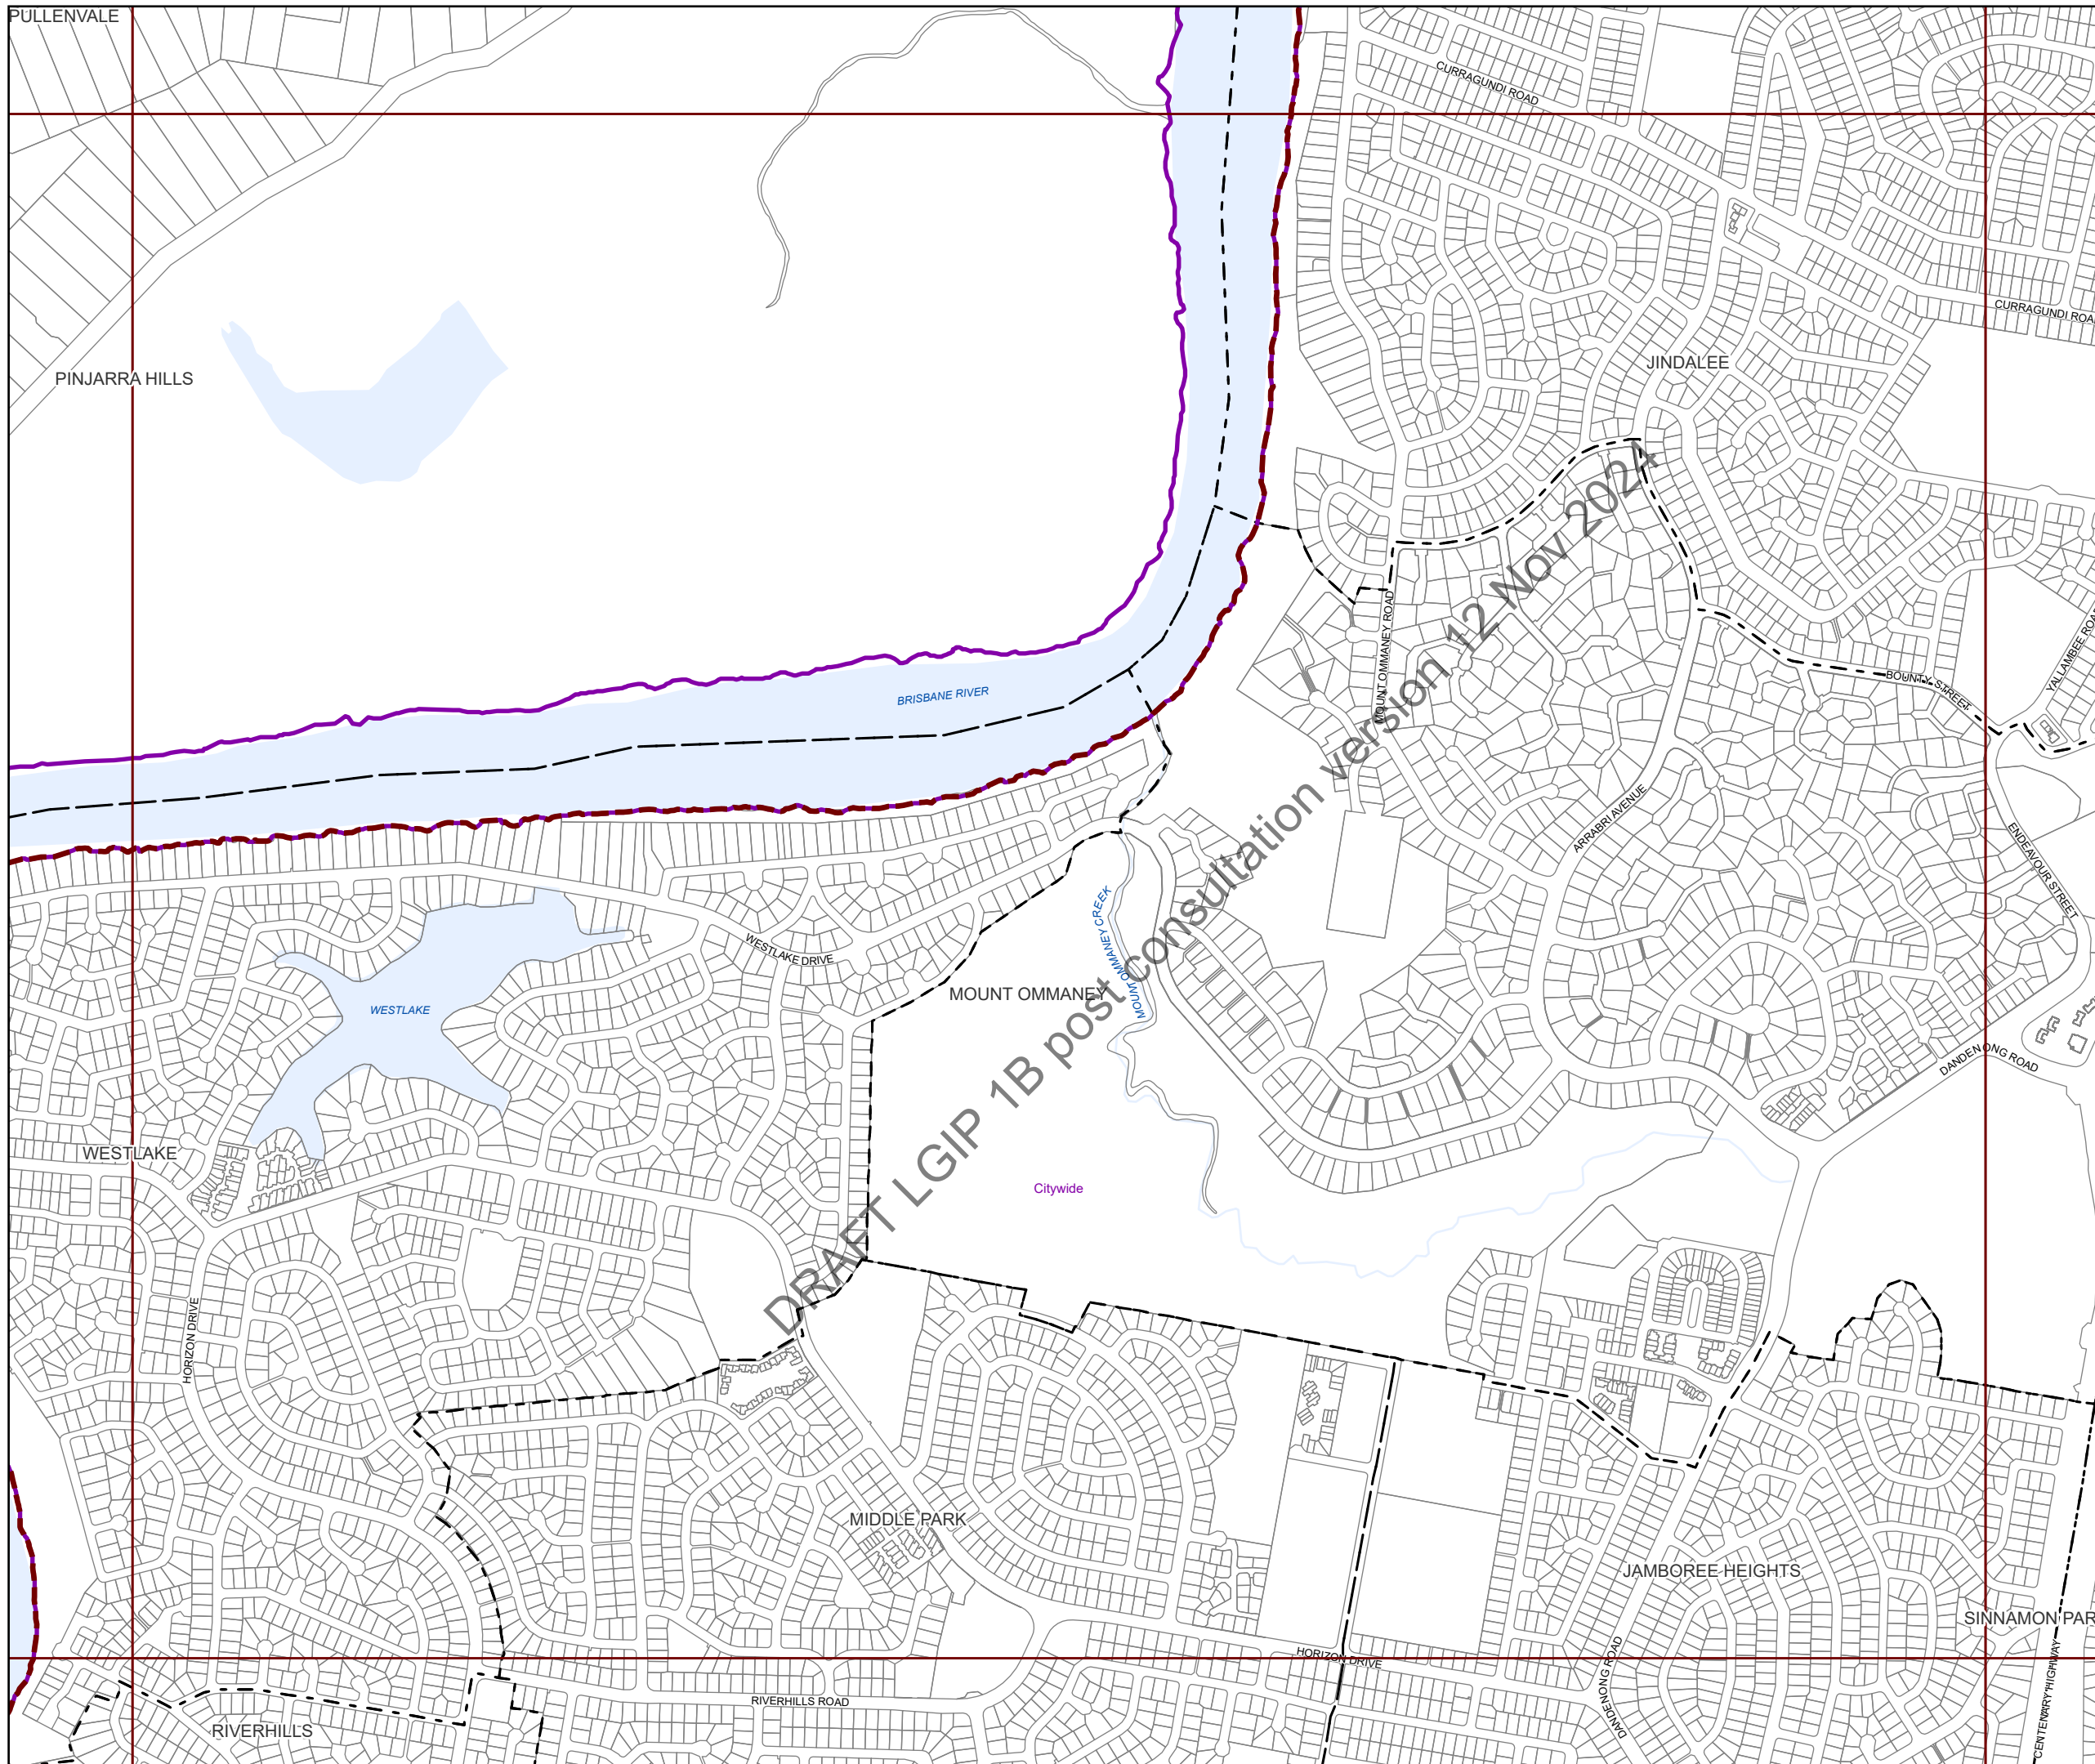 PULLENVALE
CURRAGUNDI ROAD
CURRAGUNDI ROA
JINDALEE
PINJARRA HILLS
MOUNT OMMANEY ROAD
YALLAMBEE ROA
BOUNTY STREET
BRISBANE RIVER
ARRABRI AVENUE
ENDEAVOUR STREET
MOUNT OMMANEY CREEK
WESTLAKE DRIVE
MOUNT OMMANEY
WESTLAKE
DANDENONG ROAD
WESTLAKE
Citywide
DRAFT LGIP 1B post consultation version 12 Nov 2024
HORIZON DRIVE
MIDDLE PARK
JAMBOREE HEIGHTS
SINNAMON PAR
HORIZON DRIVE
DANDENONG ROAD
CENTENARY HIGHWAY
RIVERHILLS ROAD
RIVERHILLS